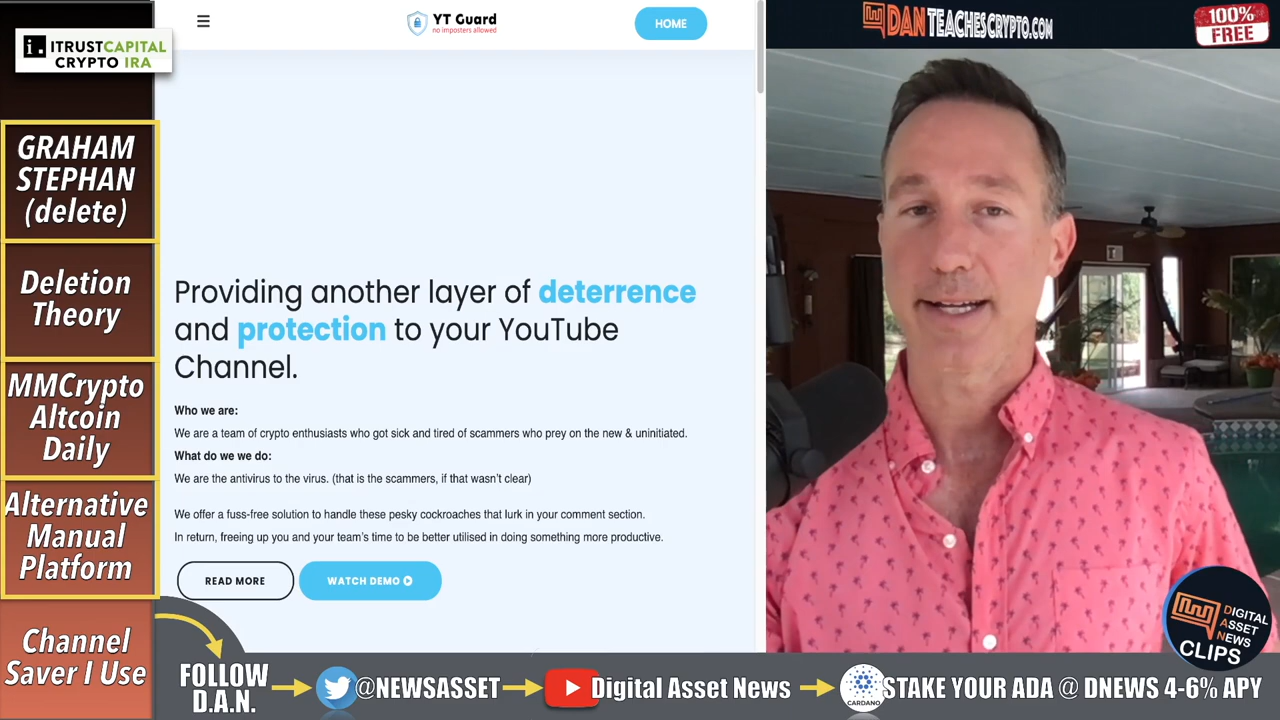 i. ITRUSTCAPITAL
CRYPTO IRA
GRAHAM
STEPHAN
(delete)
Deletion
Theory
MMCrypto
Altcoin
Daily
Alternative
Manual
Platform
Channel
Saver I Use
YT Guard
no imposters allowed
HOME
Providing another layer of deterrence
and protection to your YouTube
Channel.
Who we are:
We are a team of crypto enthusiasts who got sick and tired of scammers who prey on the new & uninitiated.
What do we we do:
We are the antivirus to the virus. (that is the scammers, if that wasn't clear)
We offer a fuss-free solution to handle these pesky cockroaches that lurk in your comment section.
In return, freeing up you and your team's time to be better utilised in doing something more productive.
READ MORE
WATCH DEMO
DANTEACHESCRYPTO.COM
100%
FREE
DIGITAL
ASSET
NEWS
CLIPS
FOLLOW
D.A.N.
@NEWSASSET
Digital Asset News
CARDANO
STAKE YOUR ADA @ DNEWS 4-6% APY